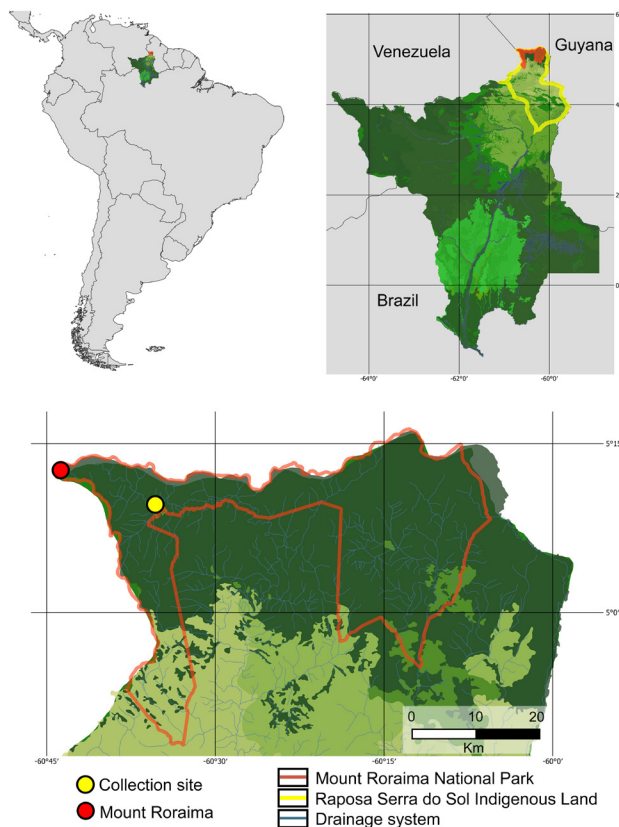 Venezuela
Guyana
Brazil
6
4
2
0
-64°0'
-62°0'
-60°0'
5°15
5°0'
0 10 20
Km
-60°45'
-60°30'
-60°15'
-60°0'
Collection site
Mount Roraima
Mount Roraima National Park
Raposa Serra do Sol Indigenous Land
Drainage system